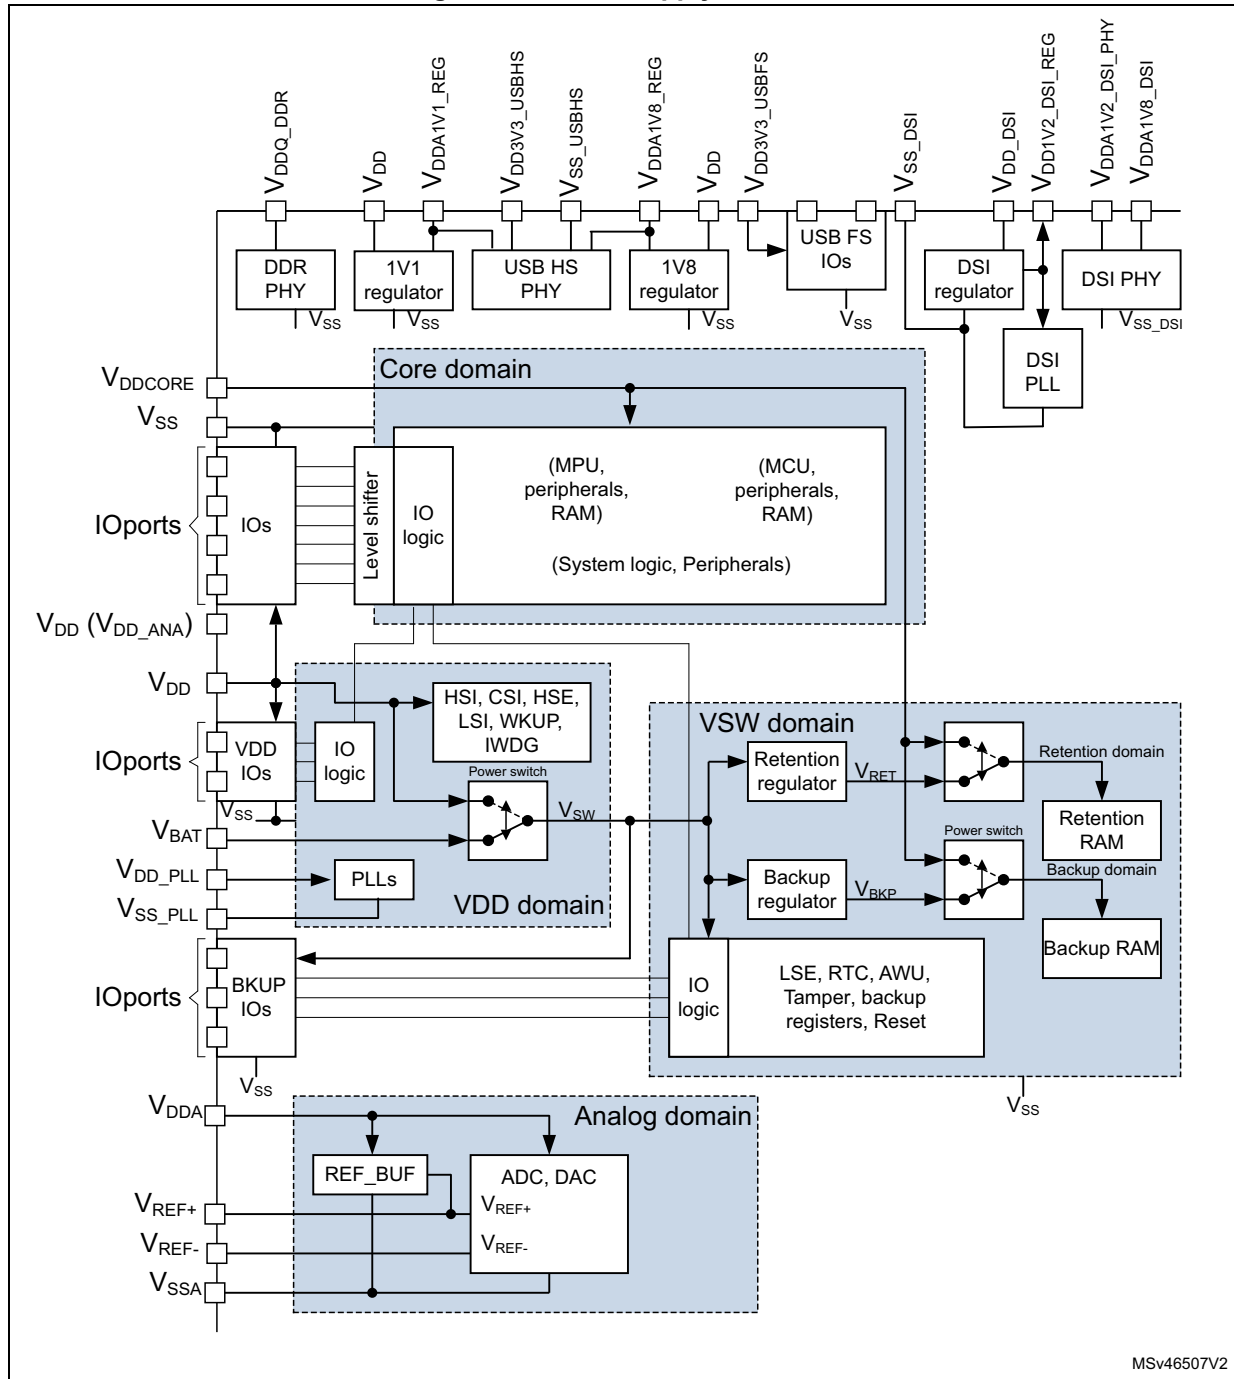 VDDQ_DDR
VDD
VDDA1V1_REG
VDD3V3_USBHS
VSS_USBHS
VDDA1V8_REG
VDD
VDD3V3_USBFS
VSS_DSI
VDD_DSI
VDD1V2_DSI_REG
VDDA1V2_DSI_PHY
VDDA1V8_DSI
DDR
PHY
VSS
1V1
regulator
VSS
USB HS
PHY
1V8
regulator
VSS
USB FS
IOs
VSS
DSI
regulator
DSI PHY
VSS_DSI
DSI
PLL
Core domain
VDDCORE
VSS
IOports
IOs
Level shifter
IO
logic
(MPU,
peripherals,
RAM)
(MCU,
peripherals,
RAM)
(System logic, Peripherals)
VDD (VDD_ANA)
VDD
IOports
VDD
IOs
IO
logic
HSI, CSI, HSE,
LSI, WKUP,
IWDG
Power switch
VSS
VSW
VBAT
VDD_PLL
PLLs
VSS_PLL
VDD domain
VSW domain
Retention
regulator
VRET
Retention domain
Retention
RAM
Power switch
Backup domain
Backup
regulator
VBKP
Backup RAM
IOports
BKUP
IOs
VSS
IO
logic
LSE, RTC, AWU,
Tamper, backup
registers, Reset
VSS
VDDA
Analog domain
REF_BUF
ADC, DAC
VREF+
VREF+
VREF-
VREF-
VSSA
MSv46507V2